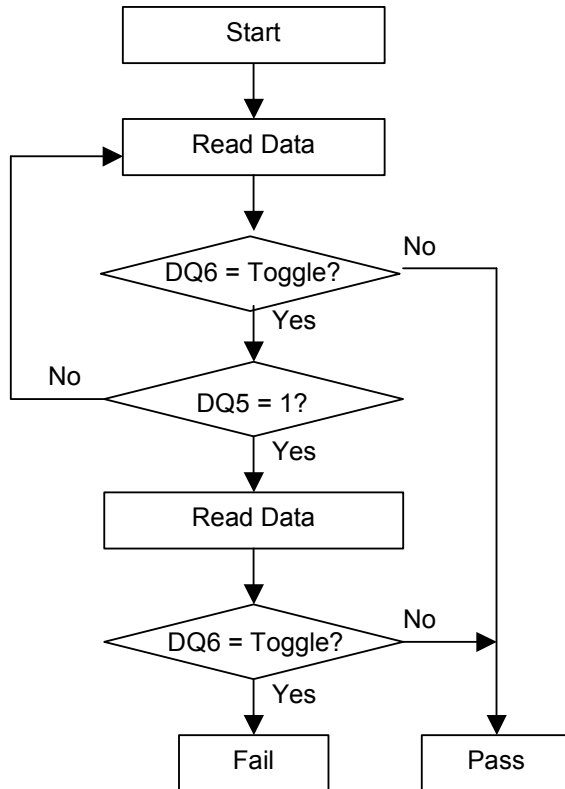 Start
Read Data
No
DQ6 = Toggle?
Yes
No
DQ5 = 1?
Yes
Read Data
No
DQ6 = Toggle?
Yes
Fail
Pass